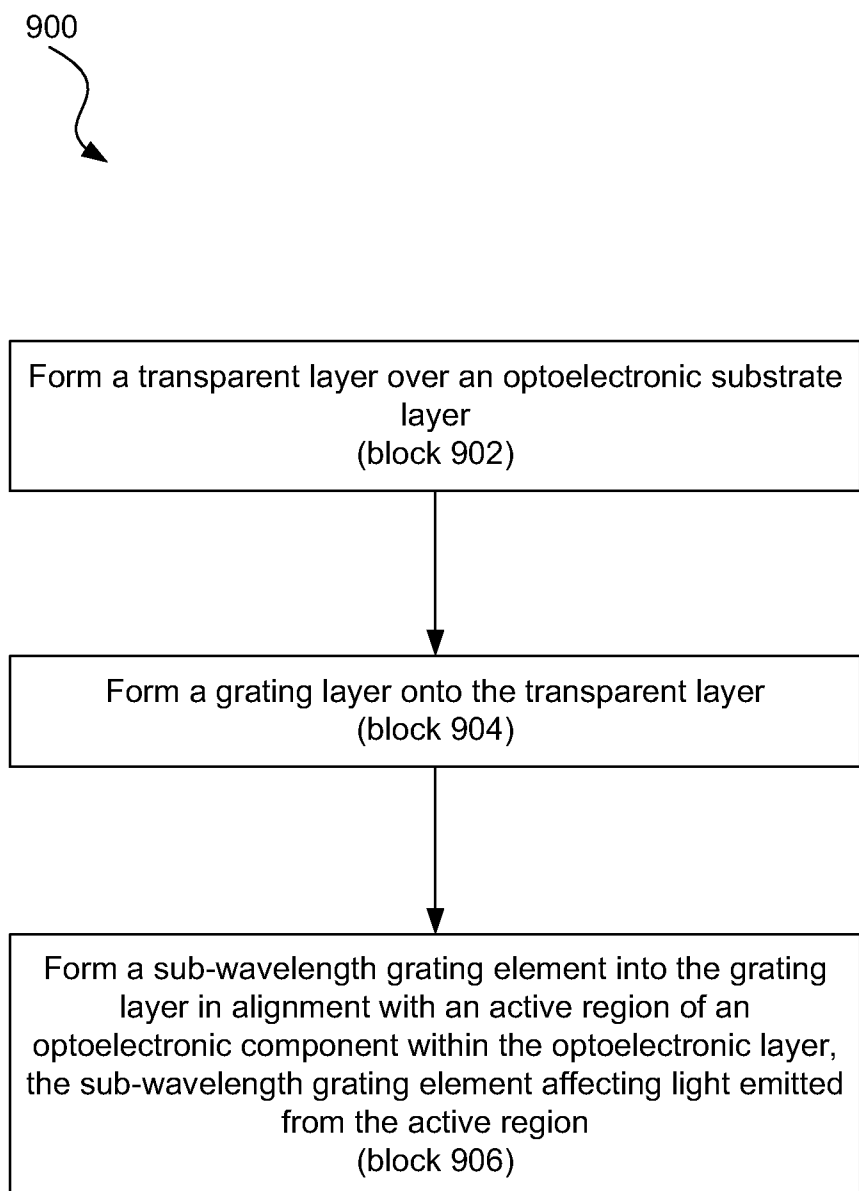 900
Form a transparent layer over an optoelectronic substrate
layer
(block 902)
Form a grating layer onto the transparent layer
(block 904)
Form a sub-wavelength grating element into the grating
layer in alignment with an active region of an
optoelectronic component within the optoelectronic layer,
the sub-wavelength grating element affecting light emitted
from the active region
(block 906)